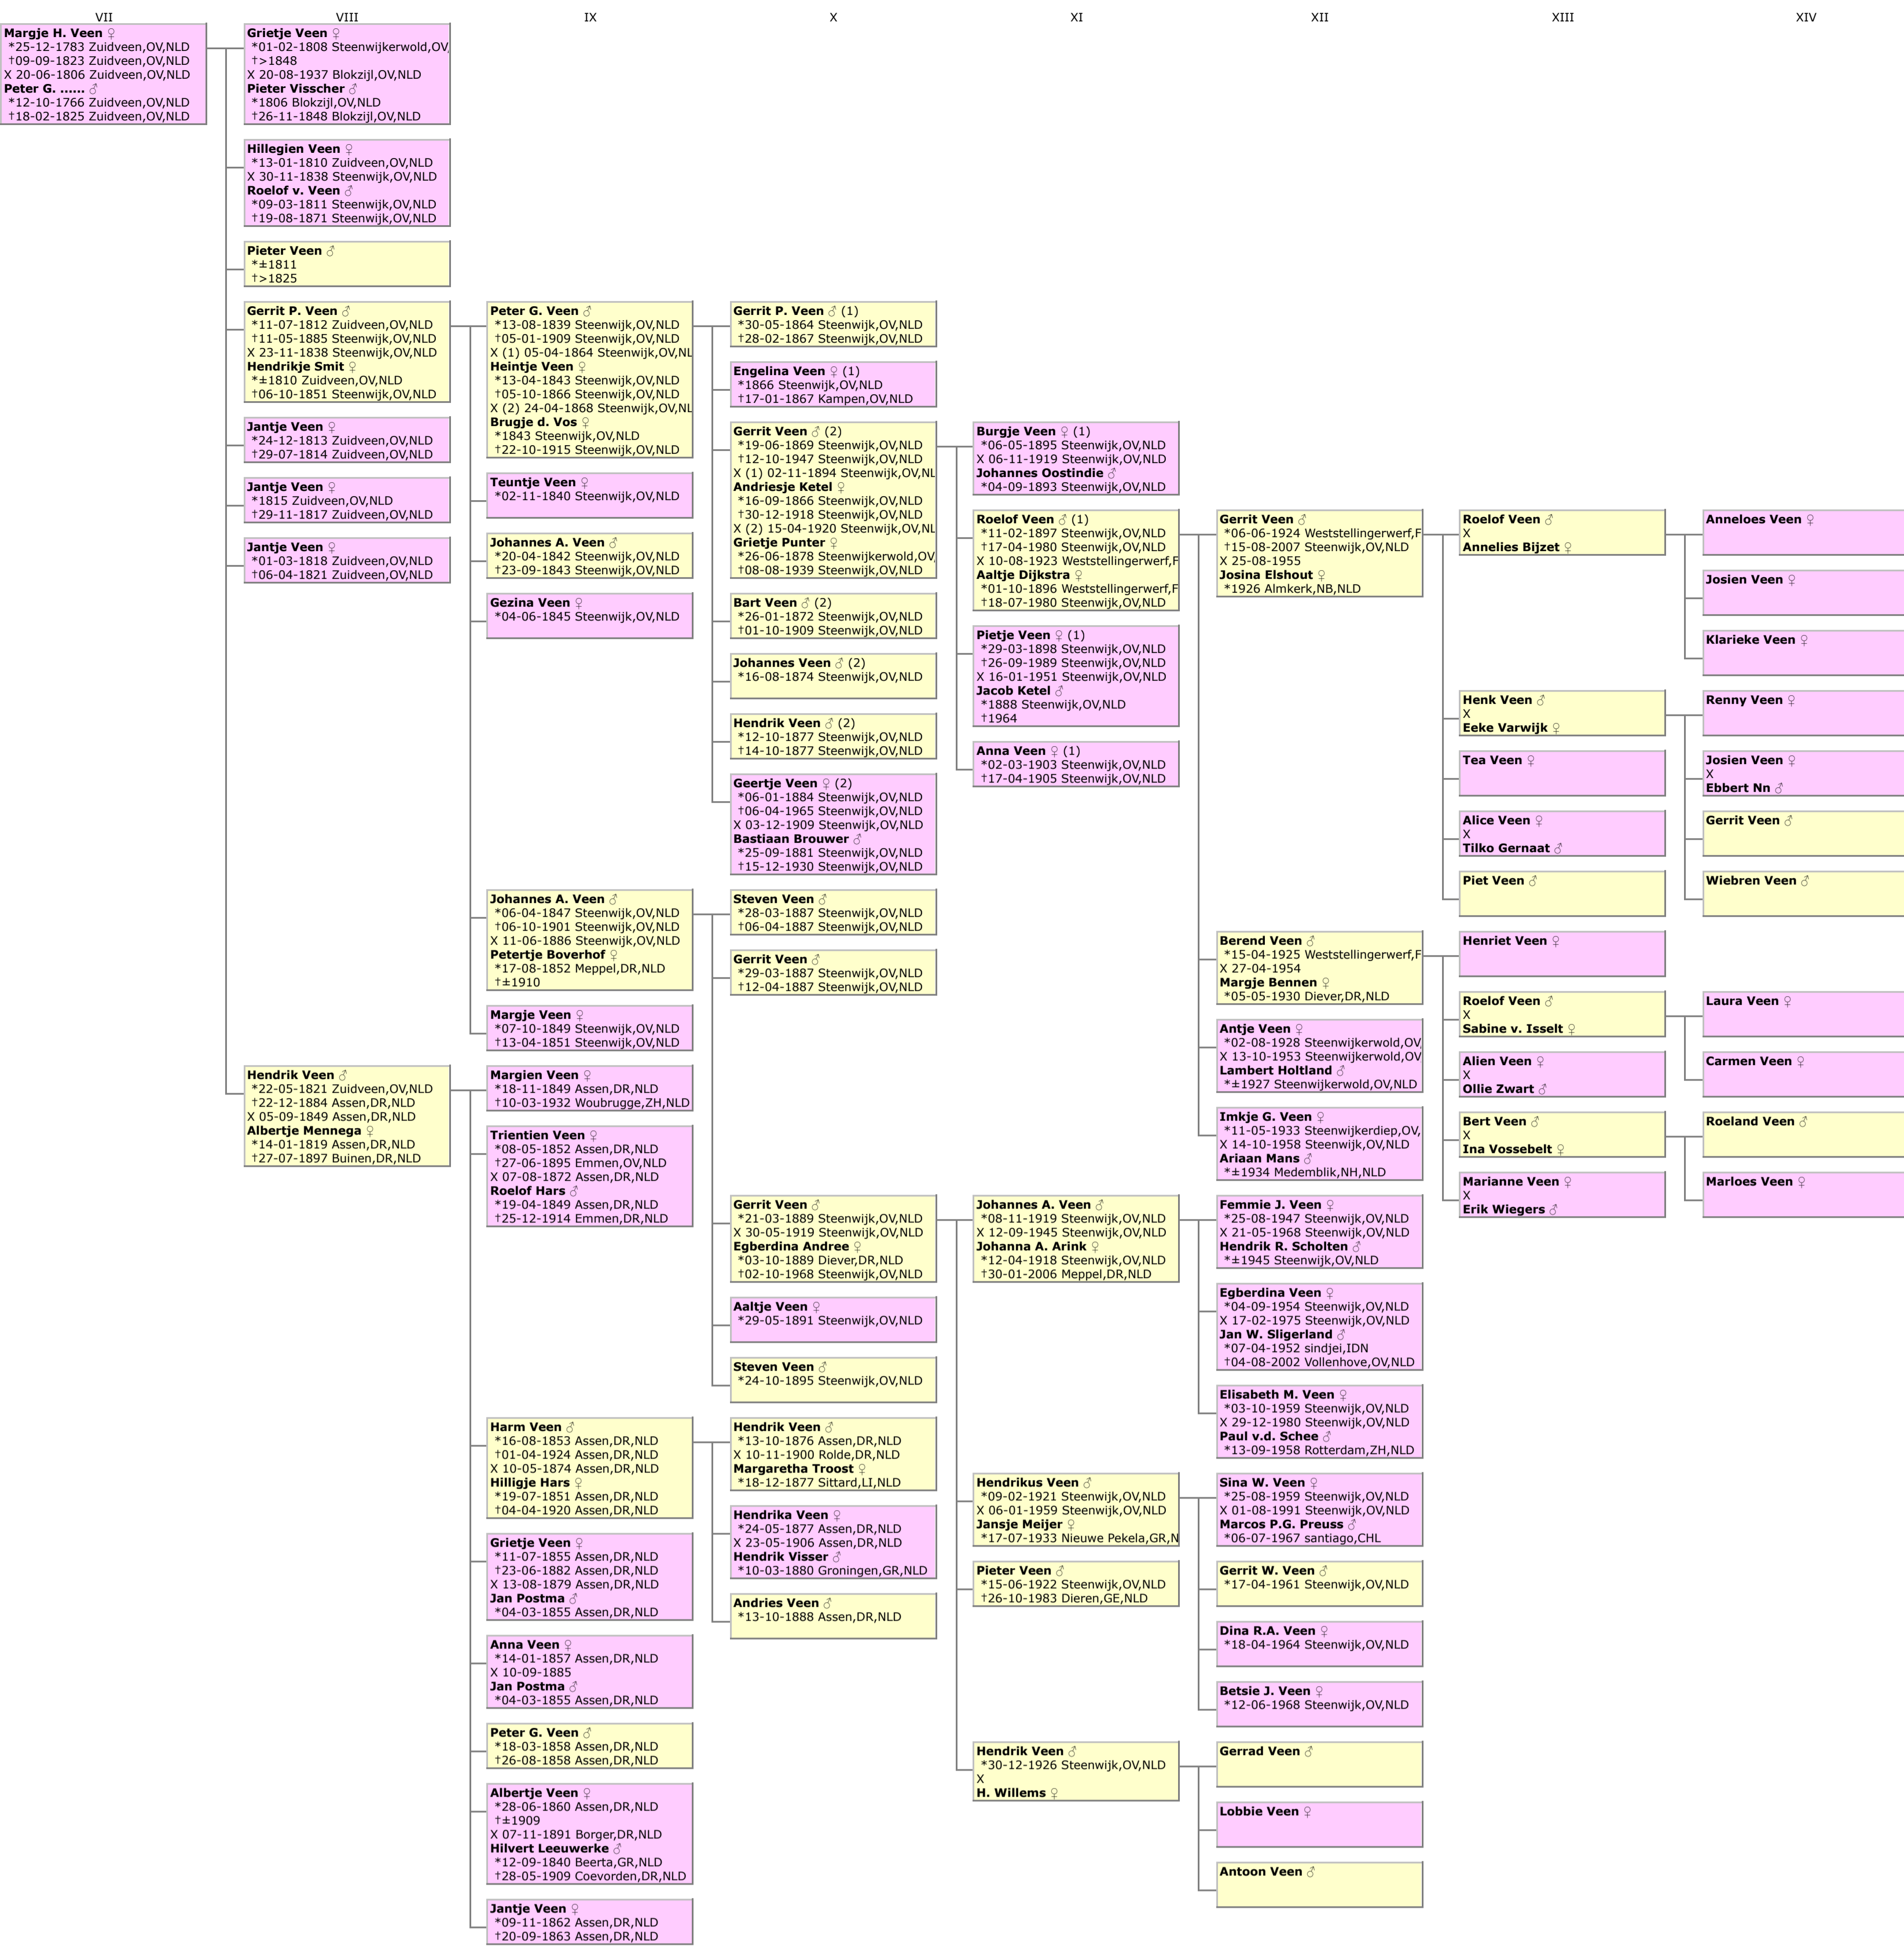 VII
VIII
IX
X
XI
XII
XIII
XIV
Margje H. Veen ♀
*25-12-1783 Zuidveen,OV,NLD
†09-09-1823 Zuidveen,OV,NLD
X 20-06-1806 Zuidveen,OV,NLD
Peter G. ...... ♂
*12-10-1766 Zuidveen,OV,NLD
†18-02-1825 Zuidveen,OV,NLD
Grietje Veen ♀
*01-02-1808 Steenwijkerwold,OV,
†>1848
X 20-08-1937 Blokzijl,OV,NLD
Pieter Visscher ♂
*1806 Blokzijl,OV,NLD
†26-11-1848 Blokzijl,OV,NLD
Hillegien Veen ♀
*13-01-1810 Zuidveen,OV,NLD
X 30-11-1838 Steenwijk,OV,NLD
Roelof v. Veen ♂
*09-03-1811 Steenwijk,OV,NLD
†19-08-1871 Steenwijk,OV,NLD
Pieter Veen ♂
*±1811
†>1825
Gerrit P. Veen ♂
*11-07-1812 Zuidveen,OV,NLD
†11-05-1885 Steenwijk,OV,NLD
X 23-11-1838 Steenwijk,OV,NLD
Hendrikje Smit ♀
*±1810 Zuidveen,OV,NLD
†06-10-1851 Steenwijk,OV,NLD
Jantje Veen ♀
*24-12-1813 Zuidveen,OV,NLD
†29-07-1814 Zuidveen,OV,NLD
Jantje Veen ♀
*1815 Zuidveen,OV,NLD
†29-11-1817 Zuidveen,OV,NLD
Jantje Veen ♀
*01-03-1818 Zuidveen,OV,NLD
†06-04-1821 Zuidveen,OV,NLD
Hendrik Veen ♂
*22-05-1821 Zuidveen,OV,NLD
†22-12-1884 Assen,DR,NLD
X 05-09-1849 Assen,DR,NLD
Albertje Mennega ♀
*14-01-1819 Assen,DR,NLD
†27-07-1897 Buinen,DR,NLD
Peter G. Veen ♂
*13-08-1839 Steenwijk,OV,NLD
†05-01-1909 Steenwijk,OV,NLD
X (1) 05-04-1864 Steenwijk,OV,NL
Heintje Veen ♀
*13-04-1843 Steenwijk,OV,NLD
†05-10-1866 Steenwijk,OV,NLD
X (2) 24-04-1868 Steenwijk,OV,NL
Brugje d. Vos ♀
*1843 Steenwijk,OV,NLD
†22-10-1915 Steenwijk,OV,NLD
Teuntje Veen ♀
*02-11-1840 Steenwijk,OV,NLD
Johannes A. Veen ♂
*20-04-1842 Steenwijk,OV,NLD
†23-09-1843 Steenwijk,OV,NLD
Gezina Veen ♀
*04-06-1845 Steenwijk,OV,NLD
Johannes A. Veen ♂
*06-04-1847 Steenwijk,OV,NLD
†06-10-1901 Steenwijk,OV,NLD
X 11-06-1886 Steenwijk,OV,NLD
Petertje Boverhof ♀
*17-08-1852 Meppel,DR,NLD
†±1910
Margje Veen ♀
*07-10-1849 Steenwijk,OV,NLD
†13-04-1851 Steenwijk,OV,NLD
Margien Veen ♀
*18-11-1849 Assen,DR,NLD
†10-03-1932 Woubrugge,ZH,NLD
Trientien Veen ♀
*08-05-1852 Assen,DR,NLD
†27-06-1895 Emmen,OV,NLD
X 07-08-1872 Assen,DR,NLD
Roelof Hars ♂
*19-04-1849 Assen,DR,NLD
†25-12-1914 Emmen,DR,NLD
Harm Veen ♂
*16-08-1853 Assen,DR,NLD
†01-04-1924 Assen,DR,NLD
X 10-05-1874 Assen,DR,NLD
Hilligje Hars ♀
*19-07-1851 Assen,DR,NLD
†04-04-1920 Assen,DR,NLD
Grietje Veen ♀
*11-07-1855 Assen,DR,NLD
†23-06-1882 Assen,DR,NLD
X 13-08-1879 Assen,DR,NLD
Jan Postma ♂
*04-03-1855 Assen,DR,NLD
Anna Veen ♀
*14-01-1857 Assen,DR,NLD
X 10-09-1885
Jan Postma ♂
*04-03-1855 Assen,DR,NLD
Peter G. Veen ♂
*18-03-1858 Assen,DR,NLD
†26-08-1858 Assen,DR,NLD
Albertje Veen ♀
*28-06-1860 Assen,DR,NLD
†±1909
X 07-11-1891 Borger,DR,NLD
Hilvert Leeuwerke ♂
*12-09-1840 Beerta,GR,NLD
†28-05-1909 Coevorden,DR,NLD
Jantje Veen ♀
*09-11-1862 Assen,DR,NLD
†20-09-1863 Assen,DR,NLD
Gerrit P. Veen ♂ (1)
*30-05-1864 Steenwijk,OV,NLD
†28-02-1867 Steenwijk,OV,NLD
Engelina Veen ♀ (1)
*1866 Steenwijk,OV,NLD
†17-01-1867 Kampen,OV,NLD
Gerrit Veen ♂ (2)
*19-06-1869 Steenwijk,OV,NLD
†12-10-1947 Steenwijk,OV,NLD
X (1) 02-11-1894 Steenwijk,OV,NL
Andriesje Ketel ♀
*16-09-1866 Steenwijk,OV,NLD
†30-12-1918 Steenwijk,OV,NLD
X (2) 15-04-1920 Steenwijk,OV,NL
Grietje Punter ♀
*26-06-1878 Steenwijkerwold,OV,
†08-08-1939 Steenwijk,OV,NLD
Bart Veen ♂ (2)
*26-01-1872 Steenwijk,OV,NLD
†01-10-1909 Steenwijk,OV,NLD
Johannes Veen ♂ (2)
*16-08-1874 Steenwijk,OV,NLD
Hendrik Veen ♂ (2)
*12-10-1877 Steenwijk,OV,NLD
†14-10-1877 Steenwijk,OV,NLD
Geertje Veen ♀ (2)
*06-01-1884 Steenwijk,OV,NLD
†06-04-1965 Steenwijk,OV,NLD
X 03-12-1909 Steenwijk,OV,NLD
Bastiaan Brouwer ♂
*25-09-1881 Steenwijk,OV,NLD
†15-12-1930 Steenwijk,OV,NLD
Steven Veen ♂
*28-03-1887 Steenwijk,OV,NLD
†06-04-1887 Steenwijk,OV,NLD
Gerrit Veen ♂
*29-03-1887 Steenwijk,OV,NLD
†12-04-1887 Steenwijk,OV,NLD
Gerrit Veen ♂
*21-03-1889 Steenwijk,OV,NLD
X 30-05-1919 Steenwijk,OV,NLD
Egberdina Andree ♀
*03-10-1889 Diever,DR,NLD
†02-10-1968 Steenwijk,OV,NLD
Aaltje Veen ♀
*29-05-1891 Steenwijk,OV,NLD
Steven Veen ♂
*24-10-1895 Steenwijk,OV,NLD
Hendrik Veen ♂
*13-10-1876 Assen,DR,NLD
X 10-11-1900 Rolde,DR,NLD
Margaretha Troost ♀
*18-12-1877 Sittard,LI,NLD
Hendrika Veen ♀
*24-05-1877 Assen,DR,NLD
X 23-05-1906 Assen,DR,NLD
Hendrik Visser ♂
*10-03-1880 Groningen,GR,NLD
Andries Veen ♂
*13-10-1888 Assen,DR,NLD
Burgje Veen ♀ (1)
*06-05-1895 Steenwijk,OV,NLD
X 06-11-1919 Steenwijk,OV,NLD
Johannes Oostindie ♂
*04-09-1893 Steenwijk,OV,NLD
Roelof Veen ♂ (1)
*11-02-1897 Steenwijk,OV,NLD
†17-04-1980 Steenwijk,OV,NLD
X 10-08-1923 Weststellingerwerf,F
Aaltje Dijkstra ♀
*01-10-1896 Weststellingerwerf,F
†18-07-1980 Steenwijk,OV,NLD
Pietje Veen ♀ (1)
*29-03-1898 Steenwijk,OV,NLD
†26-09-1989 Steenwijk,OV,NLD
X 16-01-1951 Steenwijk,OV,NLD
Jacob Ketel ♂
*1888 Steenwijk,OV,NLD
†1964
Anna Veen ♀ (1)
*02-03-1903 Steenwijk,OV,NLD
†17-04-1905 Steenwijk,OV,NLD
Johannes A. Veen ♂
*08-11-1919 Steenwijk,OV,NLD
X 12-09-1945 Steenwijk,OV,NLD
Johanna A. Arink ♀
*12-04-1918 Steenwijk,OV,NLD
†30-01-2006 Meppel,DR,NLD
Hendrikus Veen ♂
*09-02-1921 Steenwijk,OV,NLD
X 06-01-1959 Steenwijk,OV,NLD
Jansje Meijer ♀
*17-07-1933 Nieuwe Pekela,GR,N
Pieter Veen ♂
*15-06-1922 Steenwijk,OV,NLD
†26-10-1983 Dieren,GE,NLD
Hendrik Veen ♂
*30-12-1926 Steenwijk,OV,NLD
X
H. Willems ♀
Gerrit Veen ♂
*06-06-1924 Weststellingerwerf,F
†15-08-2007 Steenwijk,OV,NLD
X 25-08-1955
Josina Elshout ♀
*1926 Almkerk,NB,NLD
Berend Veen ♂
*15-04-1925 Weststellingerwerf,F
X 27-04-1954
Margje Bennen ♀
*05-05-1930 Diever,DR,NLD
Antje Veen ♀
*02-08-1928 Steenwijkerwold,OV,
X 13-10-1953 Steenwijkerwold,OV
Lambert Holtland ♂
*±1927 Steenwijkerwold,OV,NLD
Imkje G. Veen ♀
*11-05-1933 Steenwijkerdiep,OV,
X 14-10-1958 Steenwijk,OV,NLD
Ariaan Mans ♂
*±1934 Medemblik,NH,NLD
Femmie J. Veen ♀
*25-08-1947 Steenwijk,OV,NLD
X 21-05-1968 Steenwijk,OV,NLD
Hendrik R. Scholten ♂
*±1945 Steenwijk,OV,NLD
Egberdina Veen ♀
*04-09-1954 Steenwijk,OV,NLD
X 17-02-1975 Steenwijk,OV,NLD
Jan W. Sligerland ♂
*07-04-1952 sindjei,IDN
†04-08-2002 Vollenhove,OV,NLD
Elisabeth M. Veen ♀
*03-10-1959 Steenwijk,OV,NLD
X 29-12-1980 Steenwijk,OV,NLD
Paul v.d. Schee ♂
*13-09-1958 Rotterdam,ZH,NLD
Sina W. Veen ♀
*25-08-1959 Steenwijk,OV,NLD
X 01-08-1991 Steenwijk,OV,NLD
Marcos P.G. Preuss ♂
*06-07-1967 santiago,CHL
Gerrit W. Veen ♂
*17-04-1961 Steenwijk,OV,NLD
Dina R.A. Veen ♀
*18-04-1964 Steenwijk,OV,NLD
Betsie J. Veen ♀
*12-06-1968 Steenwijk,OV,NLD
Gerrad Veen ♂
Lobbie Veen ♀
Antoon Veen ♂
Roelof Veen ♂
X
Annelies Bijzet ♀
Henk Veen ♂
X
Eeke Varwijk ♀
Tea Veen ♀
Alice Veen ♀
X
Tilko Gernaat ♂
Piet Veen ♂
Henriet Veen ♀
Roelof Veen ♂
X
Sabine v. Isselt ♀
Alien Veen ♀
X
Ollie Zwart ♂
Bert Veen ♂
X
Ina Vossebelt ♀
Marianne Veen ♀
X
Erik Wiegers ♂
Anneloes Veen ♀
Josien Veen ♀
Klarieke Veen ♀
Renny Veen ♀
Josien Veen ♀
X
Ebbert Nn ♂
Gerrit Veen ♂
Wiebren Veen ♂
Laura Veen ♀
Carmen Veen ♀
Roeland Veen ♂
Marloes Veen ♀